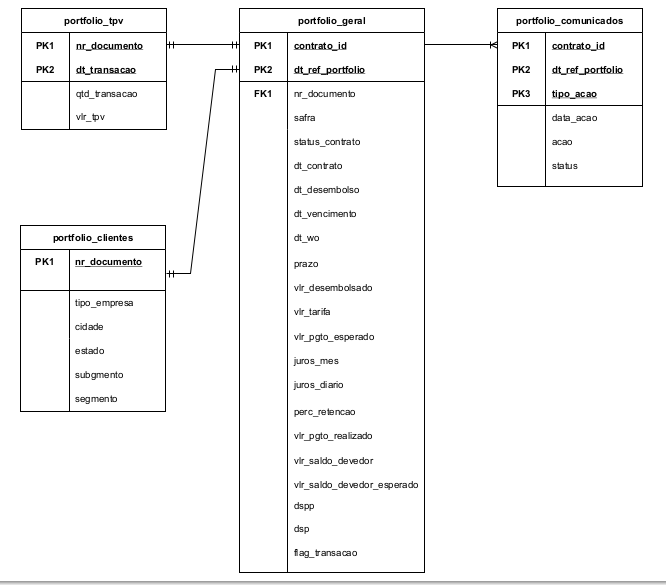 portfolio_tpv
PK1 nr_documento
PK2 dt_transacao
qtd_transacao
vlr_tpv
portfolio_clientes
PK1 nr_documento
tipo_empresa
cidade
estado
subgmento
segmento
portfolio_geral
PK1 contrato_id
PK2 dt_ref_portfolio
FK1 nr_documento
safra
status_contrato
dt_contrato
dt_desembolso
dt_vencimento
dt_wo
prazo
vlr_desembolsado
vlr_tarifa
vlr_pgto_esperado
juros_mes
juros_diario
perc_retencao
vlr_pgto_realizado
vlr_saldo_devedor
vlr_saldo_devedor_esperado
dspp
dsp
flag_transacao
portfolio_comunicados
PK1 contrato_id
PK2 dt_ref_portfolio
PK3 tipo_acao
data_acao
acao
status